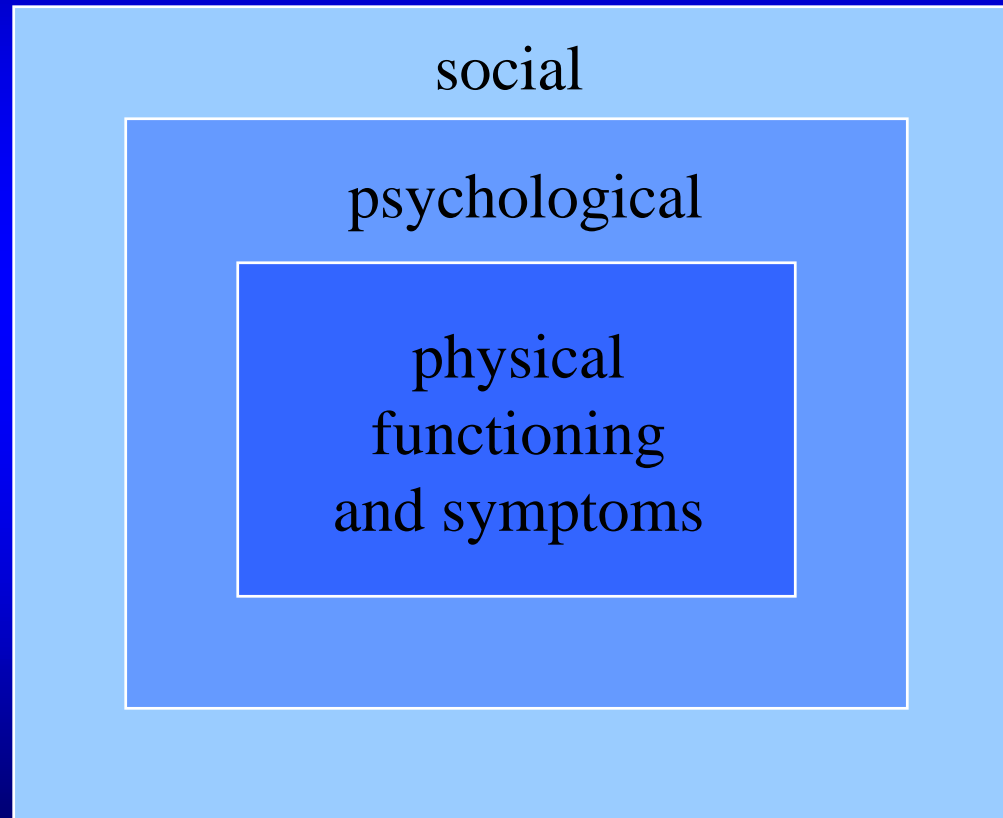 social
psychological
physical
functioning
and symptoms